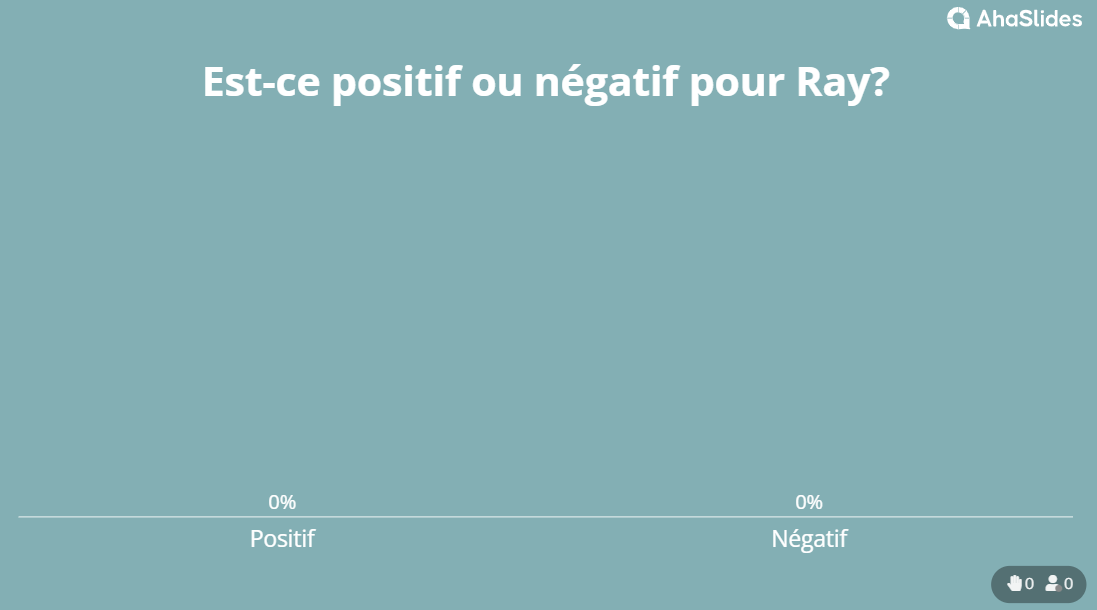 AhaSlides
Est-ce positif ou négatif pour Ray?
0% 0%
Positif Négatif
0 0